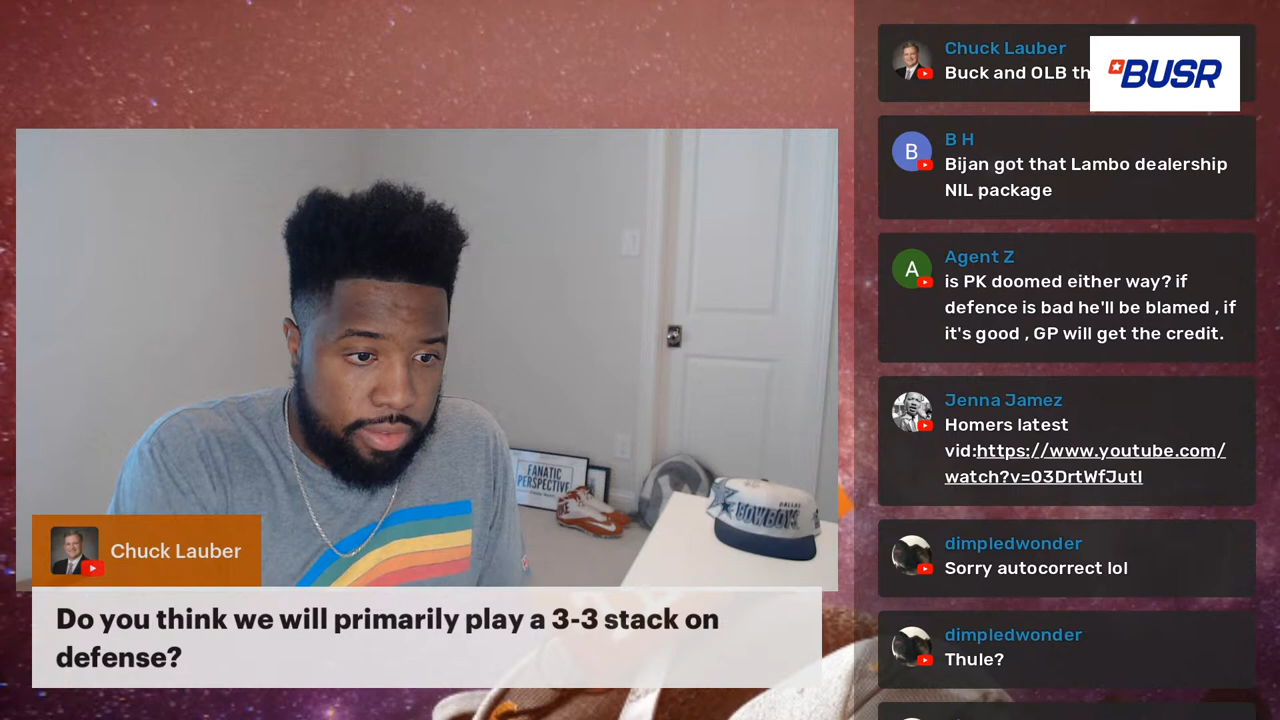 Chuck Lauber
Buck and OLB th
BUSR
B
B H
Bijan got that Lambo dealership
NIL package
A
Agent Z
is PK doomed either way? if
defence is bad he'll be blamed , if
it's good , GP will get the credit.
Jenna Jamez
Homers latest
vid:https://www.youtube.com/
watch?v=03DrtWfJutI
dimpledwonder
Sorry autocorrect lol
dimpledwonder
Thule?
FANATIC
PERSPECTIVE
DALLAS
COWBOYS
Chuck Lauber
Do you think we will primarily play a 3-3 stack on
defense?